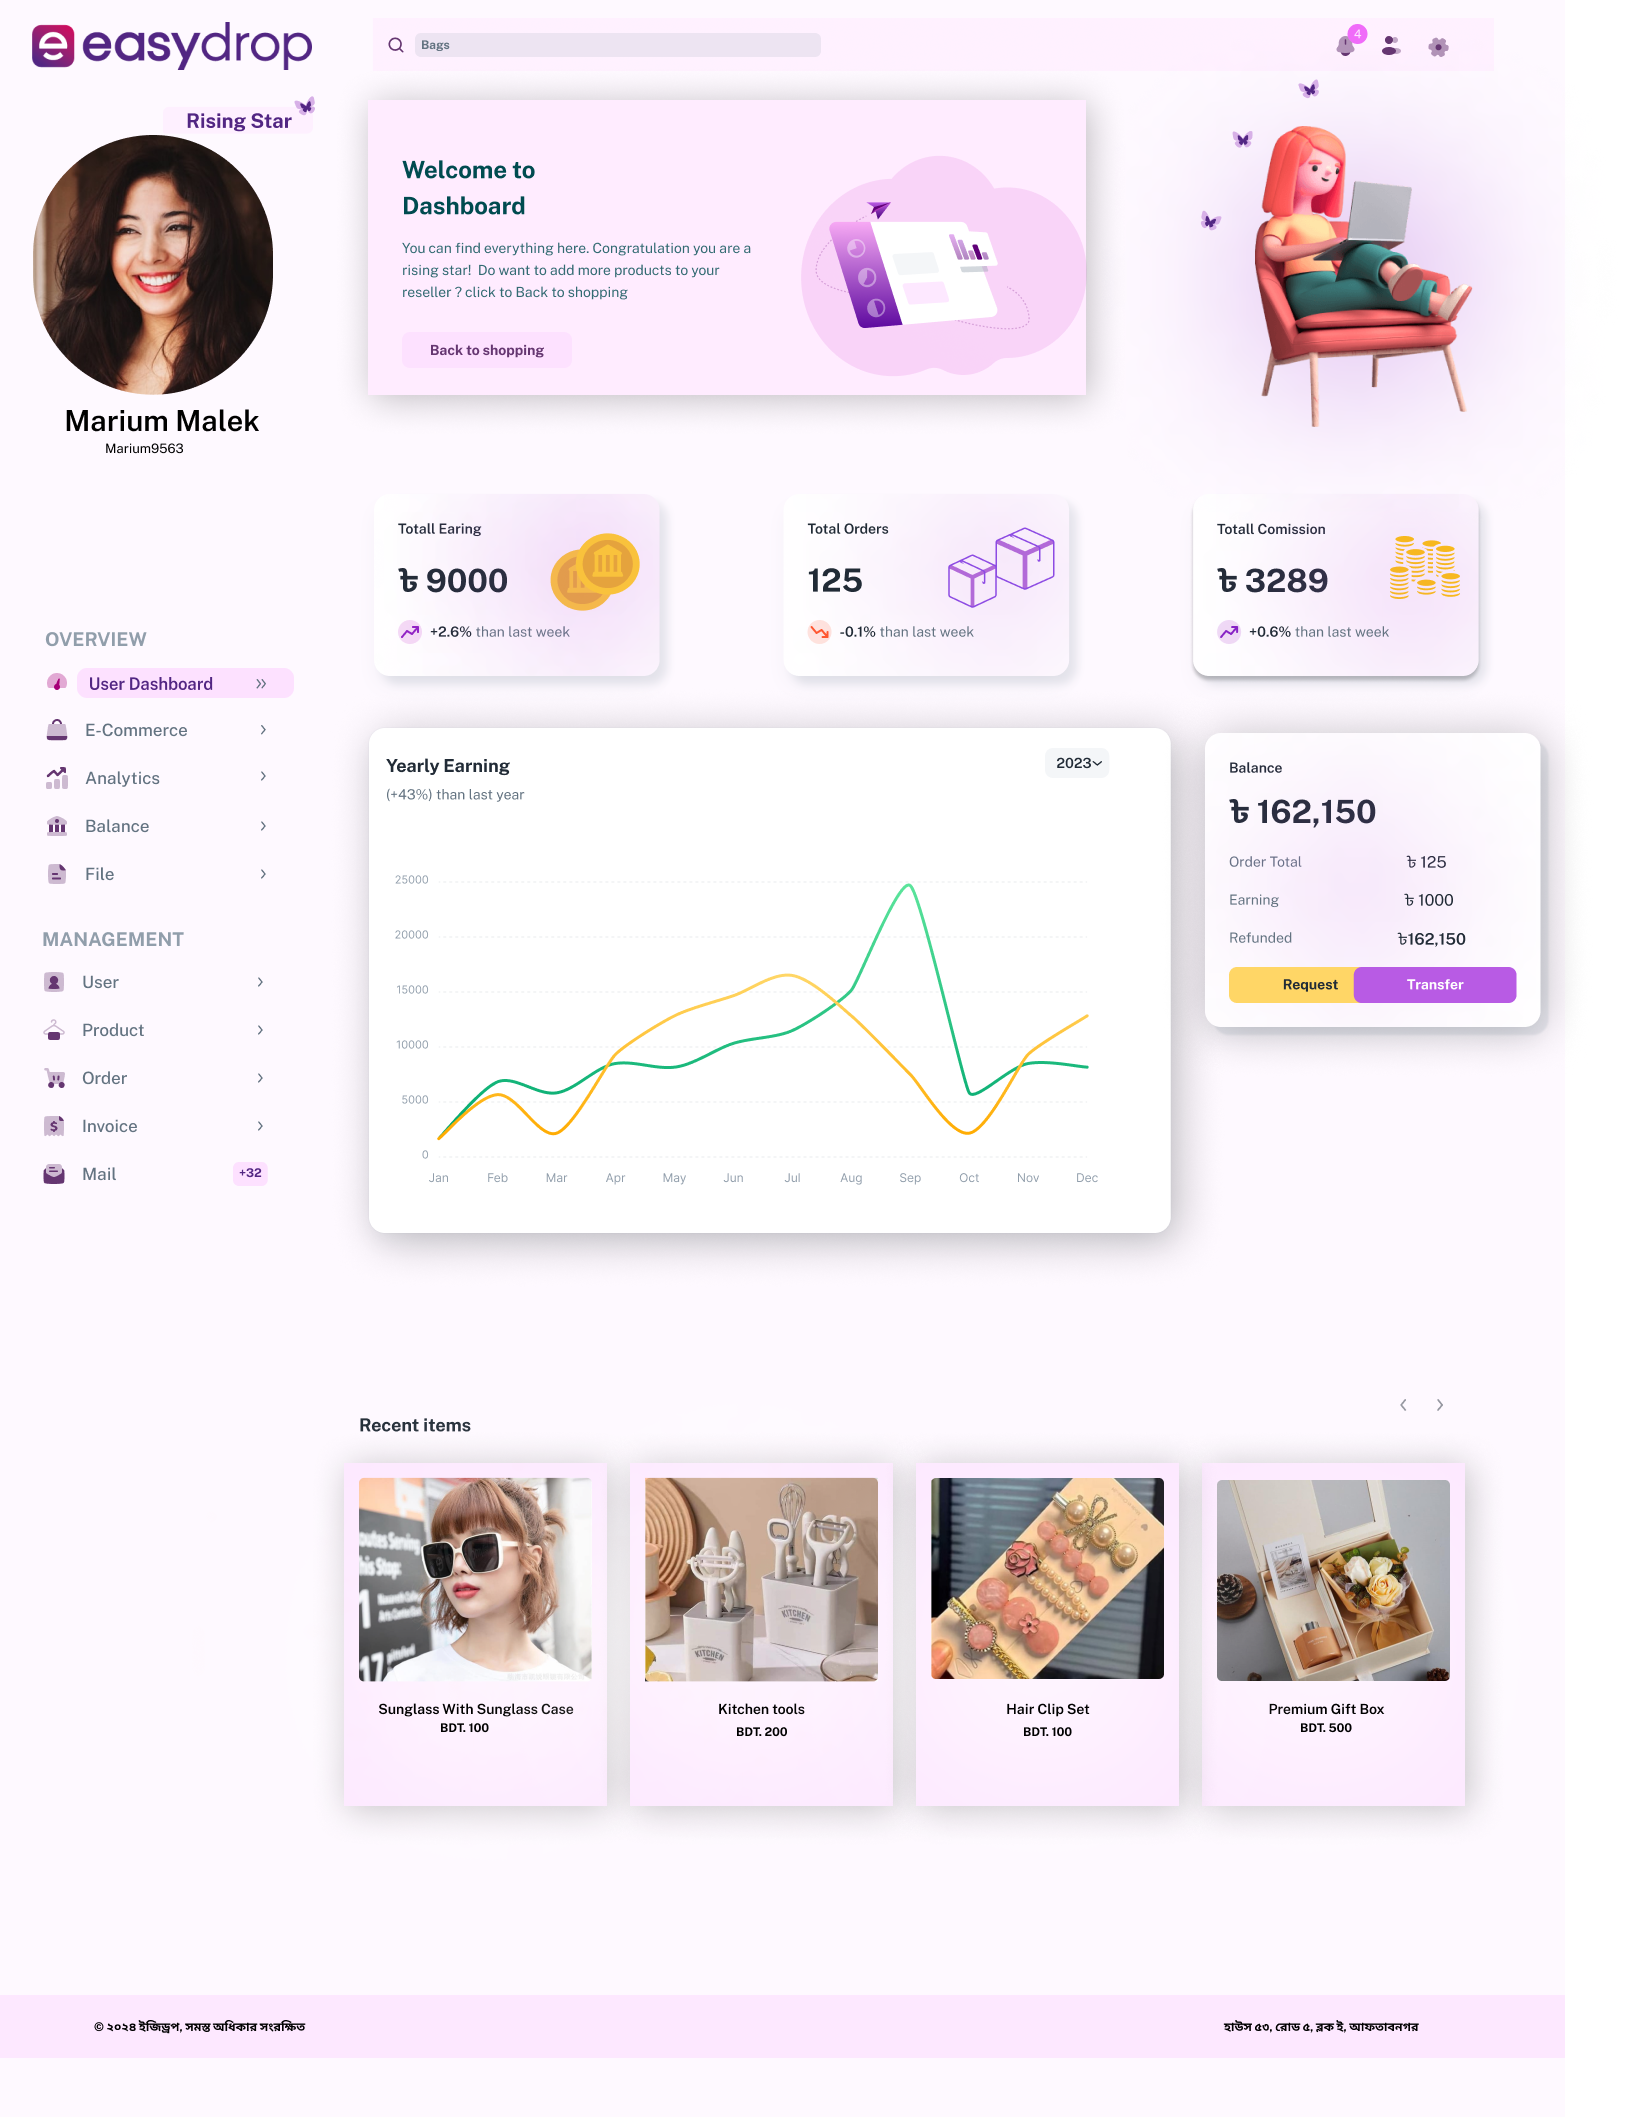 easydrop
Bags
4
Rising Star
Marium Malek
Marium9563
Welcome to
Dashboard
You can find everything here. Congratulation you are a
rising star!  Do want to add more products to your
reseller ? click to Back to shopping
Back to shopping
Totall Earing
৳ 9000
+2.6% than last week
Total Orders
125
-0.1% than last week
Totall Comission
৳ 3289
+0.6% than last week
OVERVIEW
User Dashboard
E-Commerce
Analytics
Balance
File
MANAGEMENT
User
Product
Order
Invoice
Mail
+32
Yearly Earning
2023
(+43%) than last year
25000
20000
15000
10000
5000
0
Jan Feb Mar Apr May Jun Jul Aug Sep Oct Nov Dec
Balance
৳ 162,150
Order Total ৳ 125
Earning ৳ 1000
Refunded ৳162,150
Request Transfer
Recent items
KITCHEN
KITCHEN
Sunglass With Sunglass Case
BDT. 100
Kitchen tools
BDT. 200
Hair Clip Set
BDT. 100
Premium Gift Box
BDT. 500
© ২০২৪ ইজিড্রপ, সমস্ত অধিকার সংরক্ষিত
হাউস ৫৩, রোড ৫, ব্লক ই, আফতাবনগর